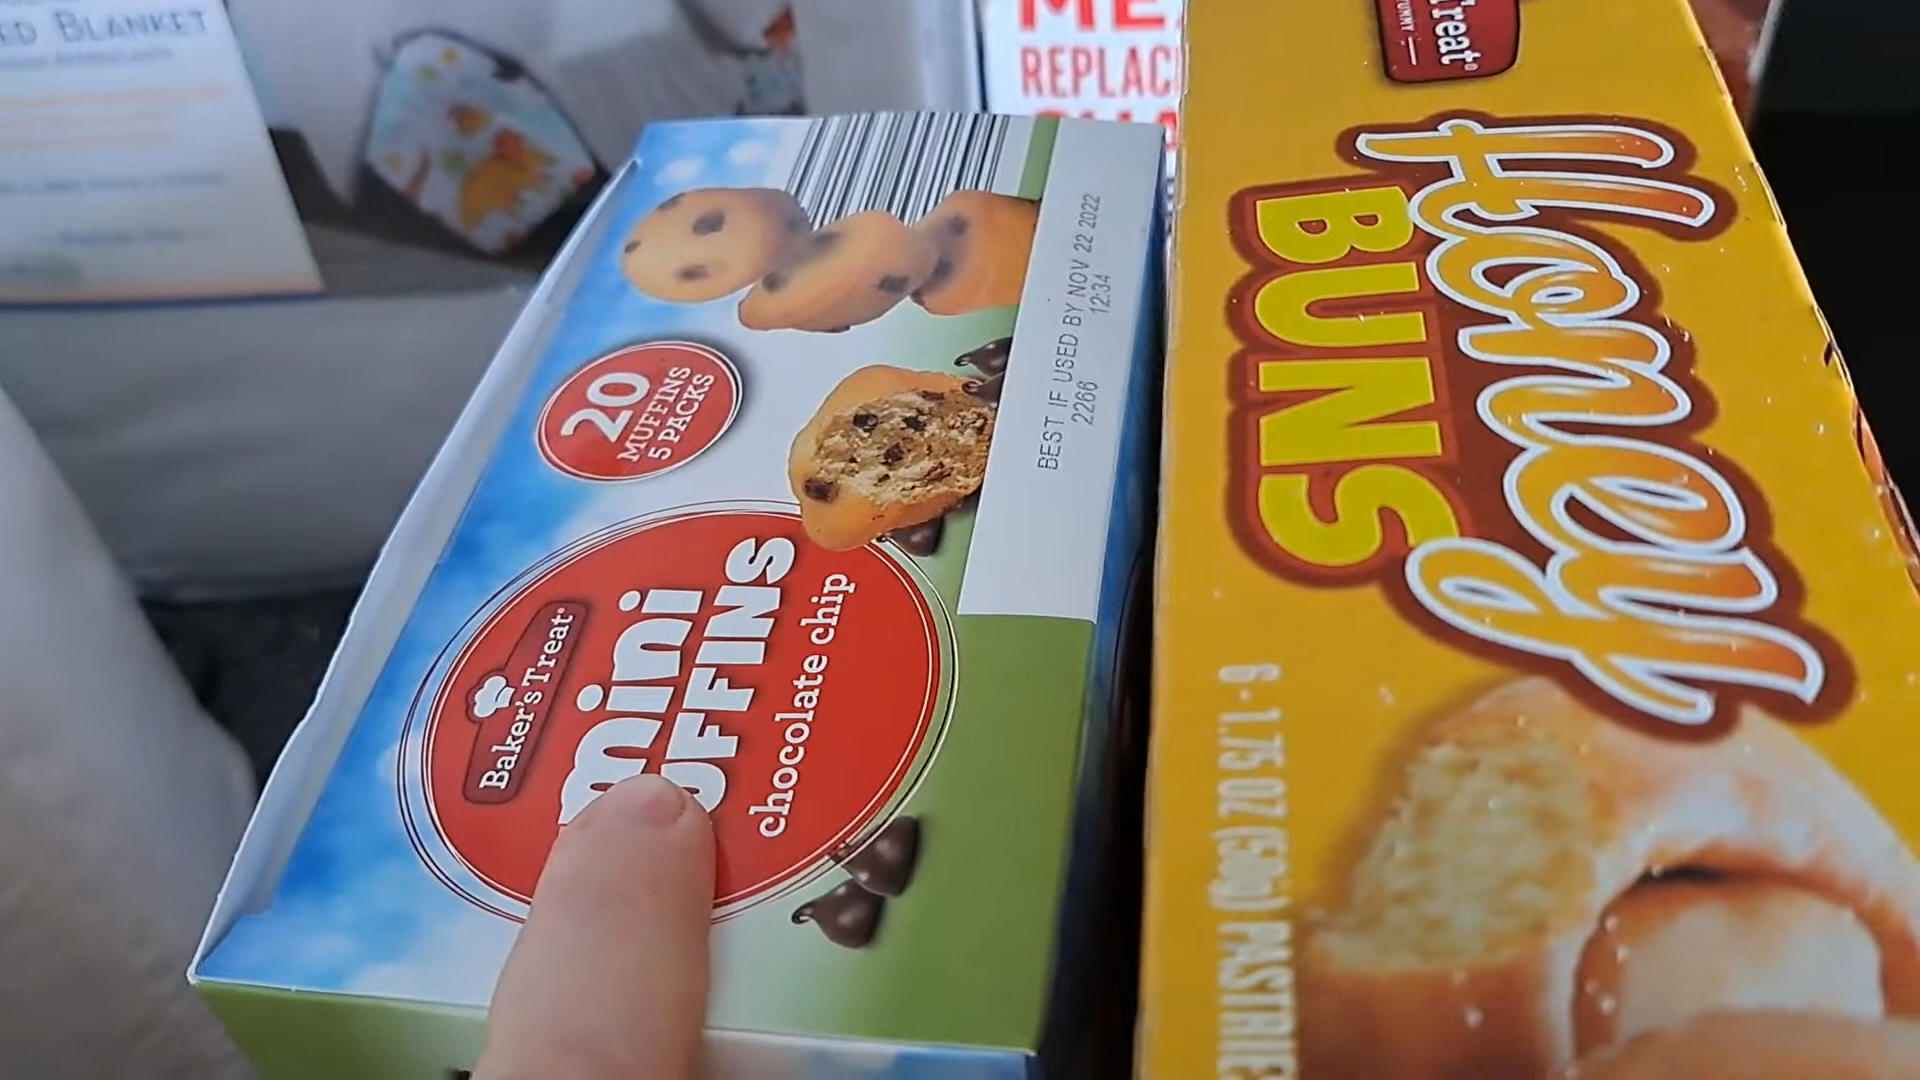 ED BLANKET
ME
REPLAC
BEST IF USED BY NOV 22 2022
2266 12:34
20
MUFFINS
5 PACKS
Baker's Treat®
mini
UFFINS
chocolate chip
Treat®
Honey
BUNS
6 - 1.75 OZ (50g) PASTRIE